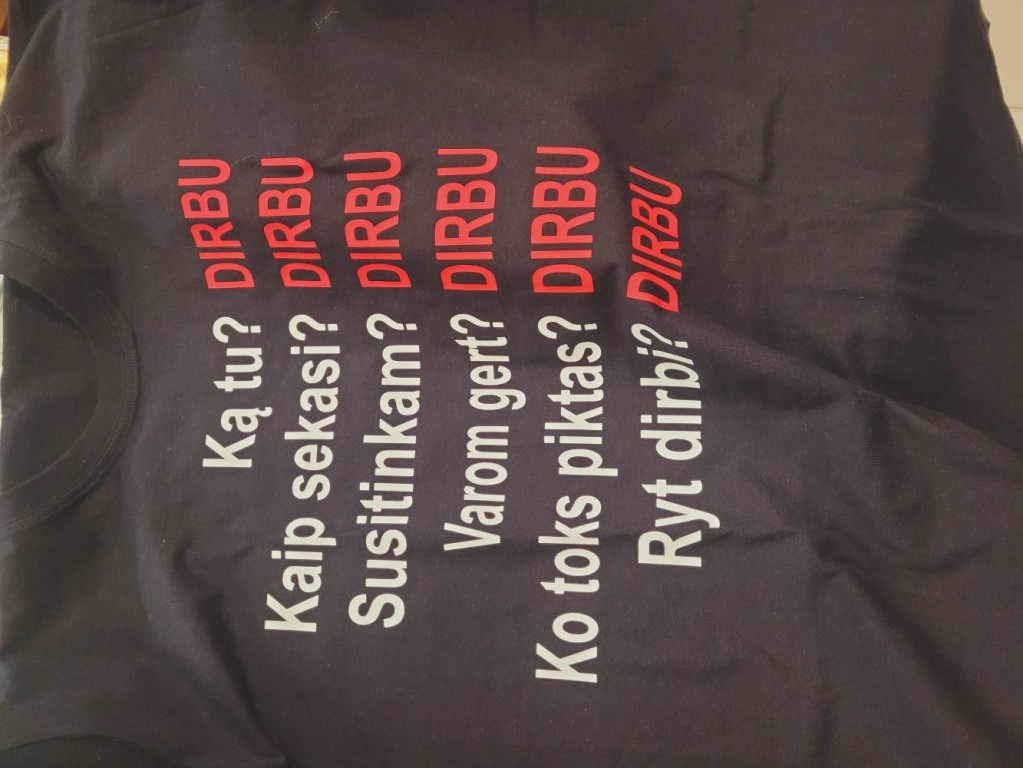 Ką tu? DIRBU
Kaip sekasi? DIRBU
Susitinkam? DIRBU
Varom gert? DIRBU
Ko toks piktas? DIRBU
Ryt dirbi? DIRBU